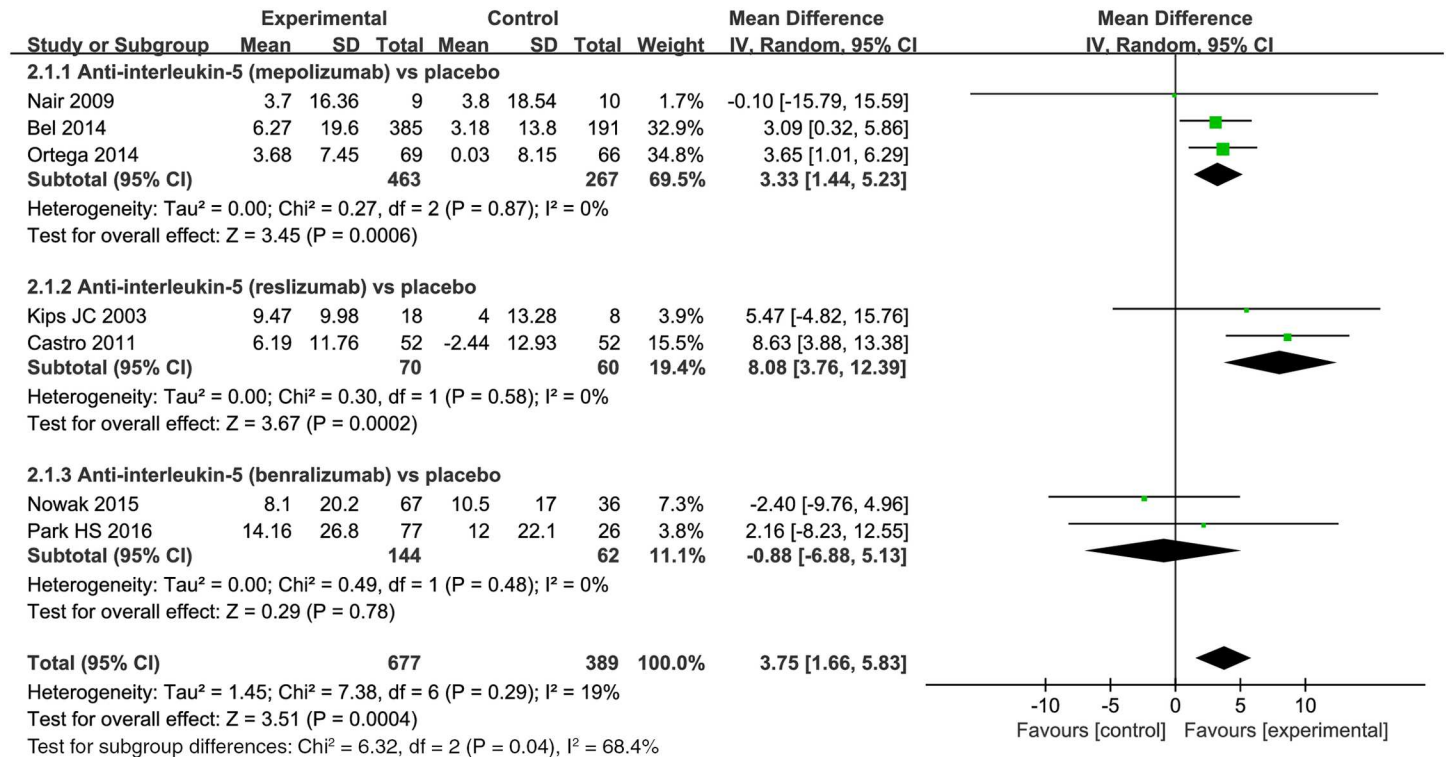 Experimental Control Mean Difference Mean Difference
Study or Subgroup Mean SD Total Mean SD Total Weight IV, Random, 95% CI IV, Random, 95% CI
2.1.1 Anti-interleukin-5 (mepolizumab) vs placebo
Nair 2009 3.7 16.36 9 3.8 18.54 10 1.7% -0.10 [-15.79, 15.59]
Bel 2014 6.27 19.6 385 3.18 13.8 191 32.9% 3.09 [0.32, 5.86]
Ortega 2014 3.68 7.45 69 0.03 8.15 66 34.8% 3.65 [1.01, 6.29]
Subtotal (95% CI) 463 267 69.5% 3.33 [1.44, 5.23]
Heterogeneity: Tau² = 0.00; Chi² = 0.27, df = 2 (P = 0.87); I² = 0%
Test for overall effect: Z = 3.45 (P = 0.0006)
2.1.2 Anti-interleukin-5 (reslizumab) vs placebo
Kips JC 2003 9.47 9.98 18 4 13.28 8 3.9% 5.47 [-4.82, 15.76]
Castro 2011 6.19 11.76 52 -2.44 12.93 52 15.5% 8.63 [3.88, 13.38]
Subtotal (95% CI) 70 60 19.4% 8.08 [3.76, 12.39]
Heterogeneity: Tau² = 0.00; Chi² = 0.30, df = 1 (P = 0.58); I² = 0%
Test for overall effect: Z = 3.67 (P = 0.0002)
2.1.3 Anti-interleukin-5 (benralizumab) vs placebo
Nowak 2015 8.1 20.2 67 10.5 17 36 7.3% -2.40 [-9.76, 4.96]
Park HS 2016 14.16 26.8 77 12 22.1 26 3.8% 2.16 [-8.23, 12.55]
Subtotal (95% CI) 144 62 11.1% -0.88 [-6.88, 5.13]
Heterogeneity: Tau² = 0.00; Chi² = 0.49, df = 1 (P = 0.48); I² = 0%
Test for overall effect: Z = 0.29 (P = 0.78)
Total (95% CI) 677 389 100.0% 3.75 [1.66, 5.83]
Heterogeneity: Tau² = 1.45; Chi² = 7.38, df = 6 (P = 0.29); I² = 19%
Test for overall effect: Z = 3.51 (P = 0.0004)
Test for subgroup differences: Chi² = 6.32, df = 2 (P = 0.04), I² = 68.4%
-10 -5 0 5 10
Favours [control] Favours [experimental]